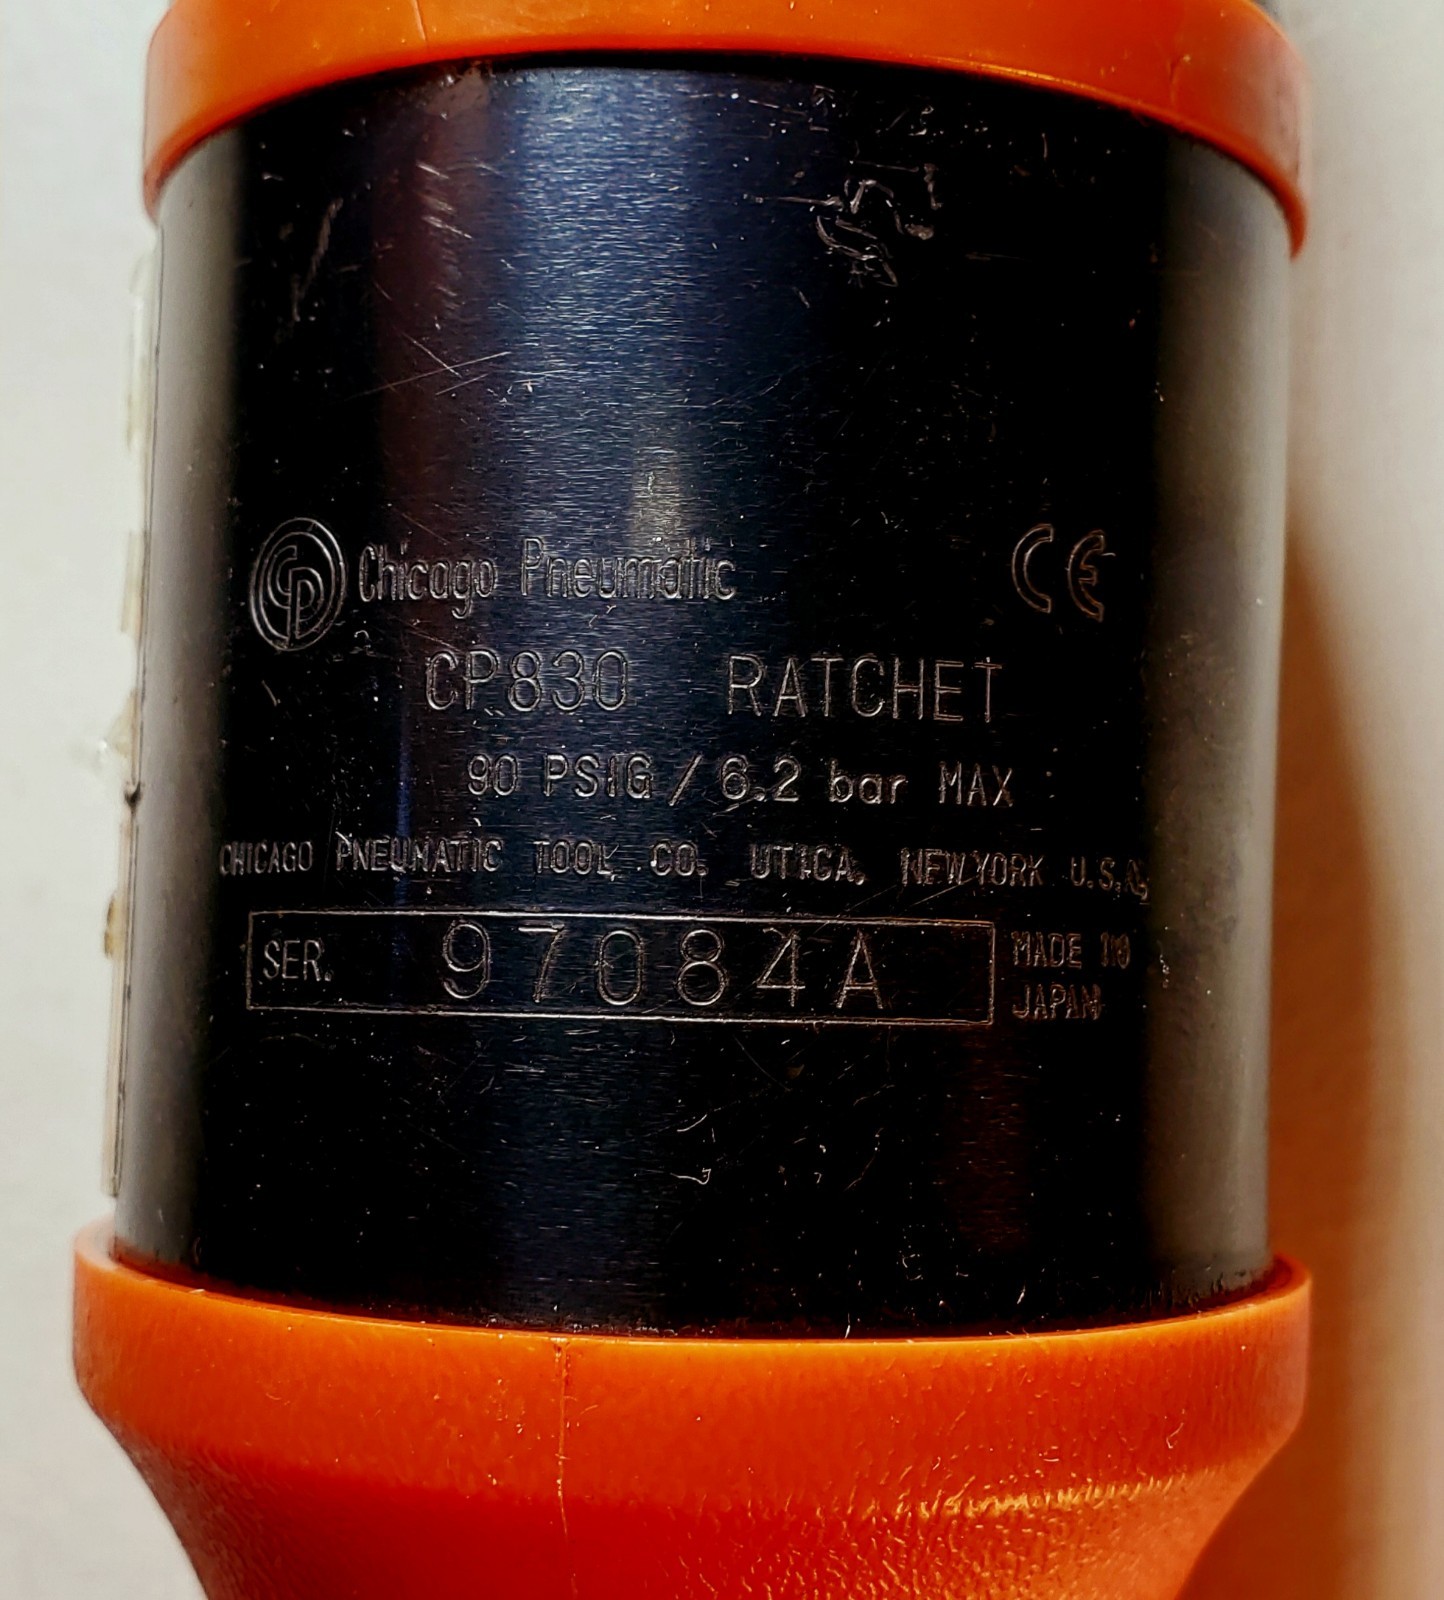 CP Chicago Pneumatic CE
CP830 RATCHET
90 PSIG / 6.2 bar MAX
CHICAGO PNEUMATIC TOOL CO. UTICA, NEW YORK U.S.A.
SER. 97084A
MADE IN
JAPAN